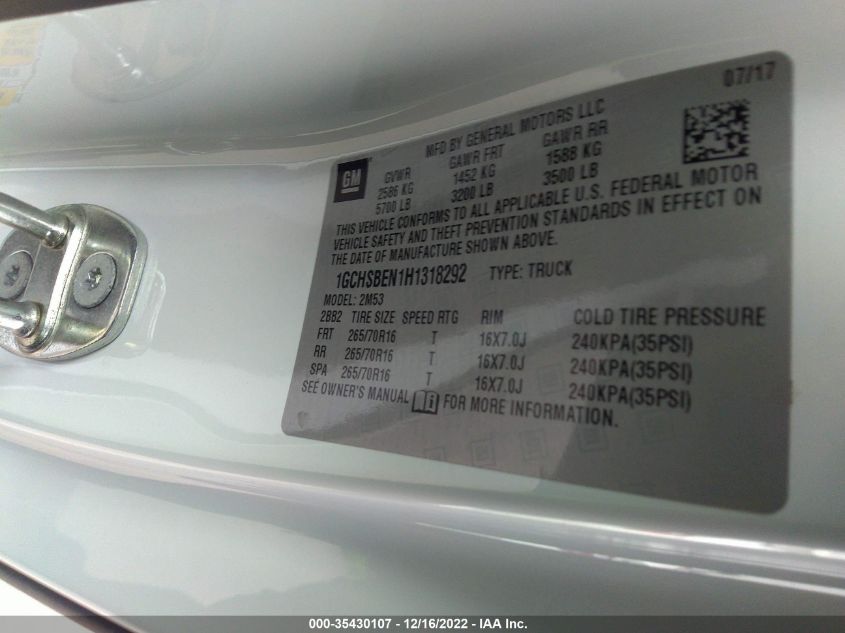 07/17
MFD BY GENERAL MOTORS LLC
GM
GVWR GAWR FRT GAWR RR
2586 KG 1452 KG 1588 KG
5700 LB 3200 LB 3500 LB
THIS VEHICLE CONFORMS TO ALL APPLICABLE U.S. FEDERAL MOTOR
VEHICLE SAFETY AND THEFT PREVENTION STANDARDS IN EFFECT ON
THE DATE OF MANUFACTURE SHOWN ABOVE.
1GCHSBEN1H1318292 TYPE: TRUCK
MODEL: 2M53
2BB2 TIRE SIZE SPEED RTG RIM COLD TIRE PRESSURE
FRT 265/70R16 T 16X7.0J 240KPA(35PSI)
RR 265/70R16 T 16X7.0J 240KPA(35PSI)
SPA 265/70R16 T 16X7.0J 240KPA(35PSI)
SEE OWNER'S MANUAL FOR MORE INFORMATION.
000-35430107 - 12/16/2022 - IAA Inc.